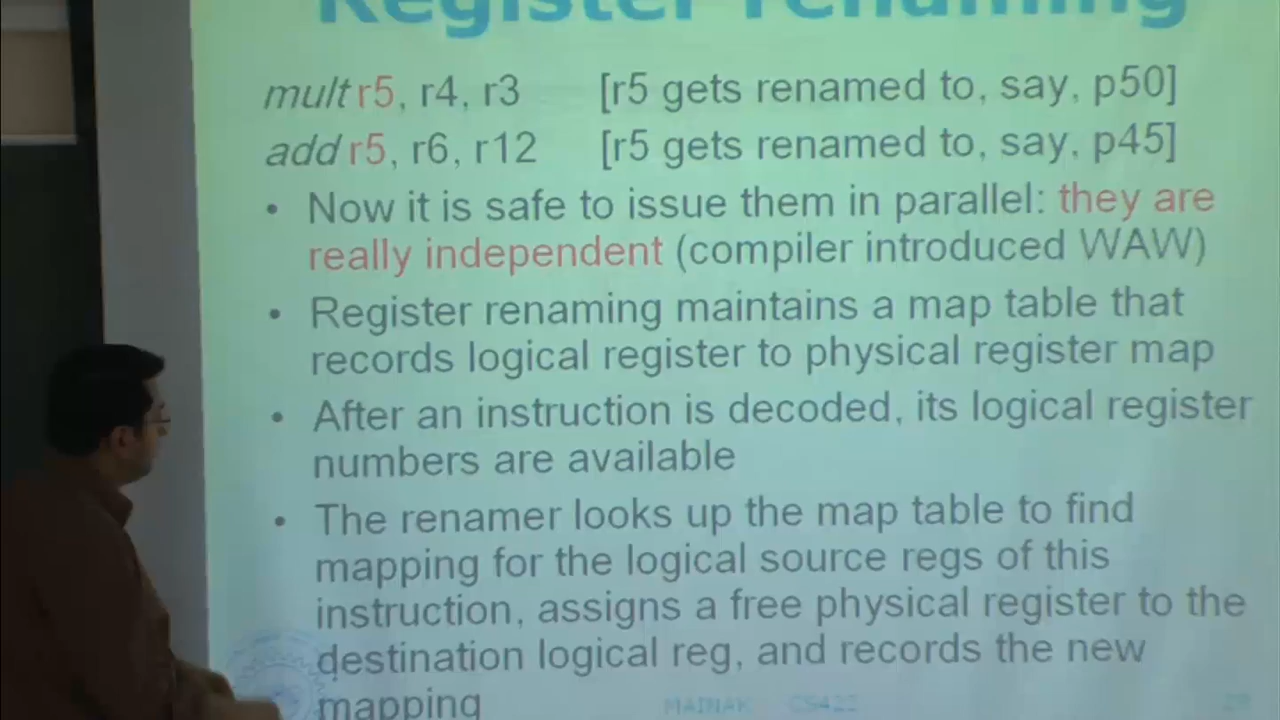 Register renaming
mult r5, r4, r3 [r5 gets renamed to, say, p50]
add r5, r6, r12 [r5 gets renamed to, say, p45]
• Now it is safe to issue them in parallel: they are
really independent (compiler introduced WAW)
• Register renaming maintains a map table that
records logical register to physical register map
• After an instruction is decoded, its logical register
numbers are available
• The renamer looks up the map table to find
mapping for the logical source regs of this
instruction, assigns a free physical register to the
destination logical reg, and records the new
mapping
MAINAK CS422